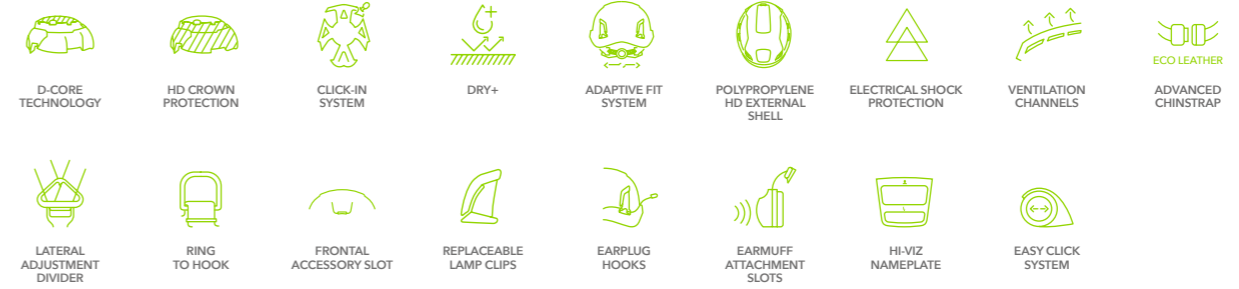 ECO LEATHER
D-CORE
TECHNOLOGY
HD CROWN
PROTECTION
CLICK-IN
SYSTEM
DRY+
ADAPTIVE FIT
SYSTEM
POLYPROPYLENE
HD EXTERNAL
SHELL
ELECTRICAL SHOCK
PROTECTION
VENTILATION
CHANNELS
ADVANCED
CHINSTRAP
LATERAL
ADJUSTMENT
DIVIDER
RING
TO HOOK
FRONTAL
ACCESSORY SLOT
REPLACEABLE
LAMP CLIPS
EARPLUG
HOOKS
EARMUFF
ATTACHMENT
SLOTS
HI-VIZ
NAMEPLATE
EASY CLICK
SYSTEM